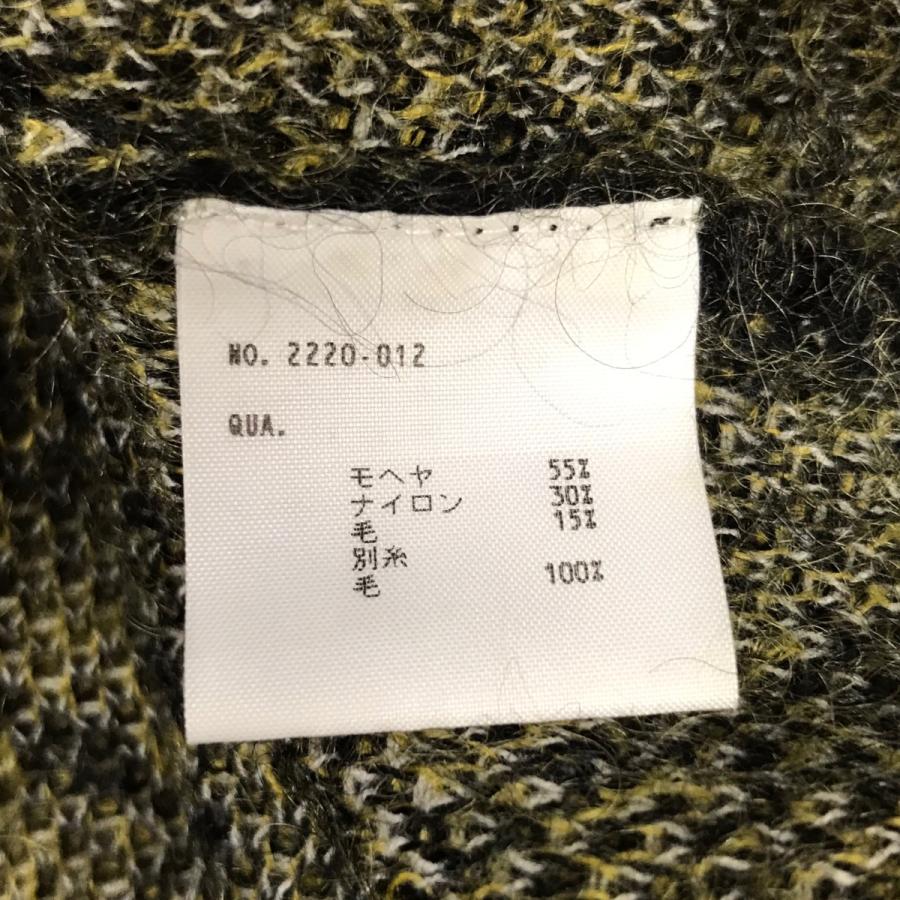 NO. 2220-012
QUA.
モヘヤ 55%
ナイロン 30%
毛 15%
別糸
毛 100%